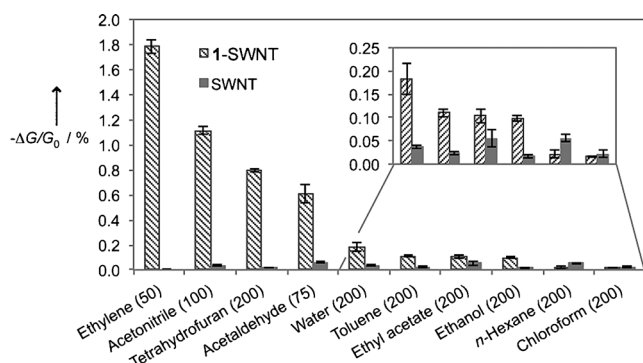 2.0
1.8
1.6
1.4
1.2
1.0
0.8
0.6
0.4
0.2
0.0
-ΔG/G0 / %
1-SWNT
SWNT
0.25
0.20
0.15
0.10
0.05
0.00
Ethylene (50)
Acetonitrile (100)
Tetrahydrofuran (200)
Acetaldehyde (75)
Water (200)
Toluene (200)
Ethyl acetate (200)
Ethanol (200)
n-Hexane (200)
Chloroform (200)